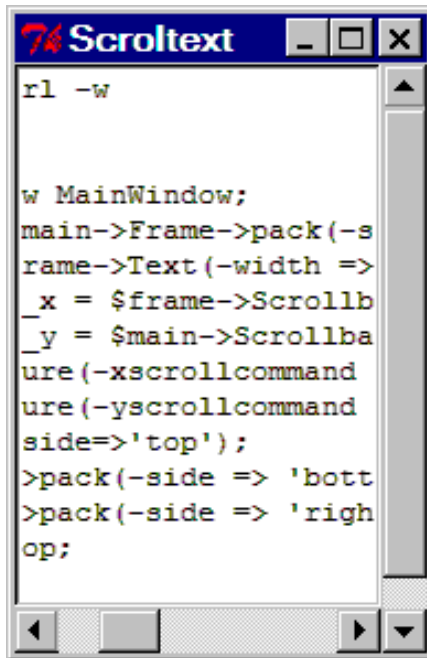 Scroltext
rl -w
w MainWindow;
main->Frame->pack(-s
rame->Text(-width =>
_x = $frame->Scrollb
_y = $main->Scrollba
ure(-xscrollcommand
ure(-yscrollcommand
side=>'top');
>pack(-side => 'bott
>pack(-side => 'righ
op;